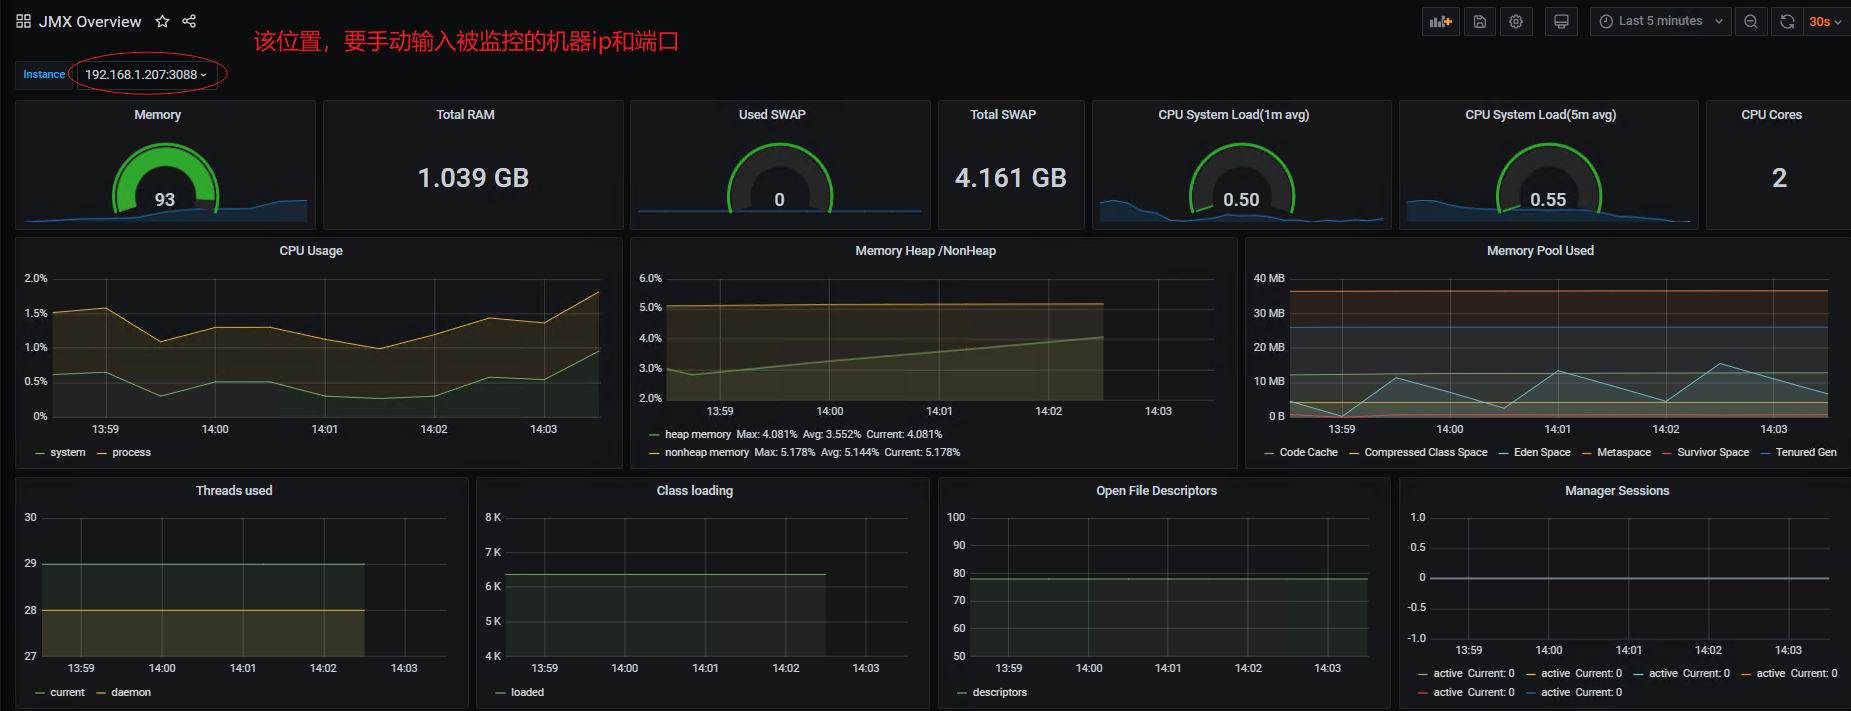 JMX Overview
该位置，要手动输入被监控的机器ip和端口
Last 5 minutes
30s
Instance
192.168.1.207:3088
Memory
93
Total RAM
1.039 GB
Used SWAP
0
Total SWAP
4.161 GB
CPU System Load(1m avg)
0.50
CPU System Load(5m avg)
0.55
CPU Cores
2
CPU Usage
2.0%
1.5%
1.0%
0.5%
0%
13:59 14:00 14:01 14:02 14:03
system process
Memory Heap /NonHeap
6.0%
5.0%
4.0%
3.0%
2.0%
13:59 14:00 14:01 14:02 14:03
heap memory Max: 4.081% Avg: 3.552% Current: 4.081%
nonheap memory Max: 5.178% Avg: 5.144% Current: 5.178%
Memory Pool Used
40 MB
30 MB
20 MB
10 MB
0 B
13:59 14:00 14:01 14:02 14:03
Code Cache Compressed Class Space Eden Space Metaspace Survivor Space Tenured Gen
Threads used
30
29
28
27
13:59 14:00 14:01 14:02 14:03
current daemon
Class loading
8 K
7 K
6 K
5 K
4 K
13:59 14:00 14:01 14:02 14:03
loaded
Open File Descriptors
100
90
80
70
60
50
13:59 14:00 14:01 14:02 14:03
descriptors
Manager Sessions
1.0
0.5
0
-0.5
-1.0
13:59 14:00 14:01 14:02 14:03
active Current: 0 active Current: 0 active Current: 0 active Current: 0
active Current: 0 active Current: 0